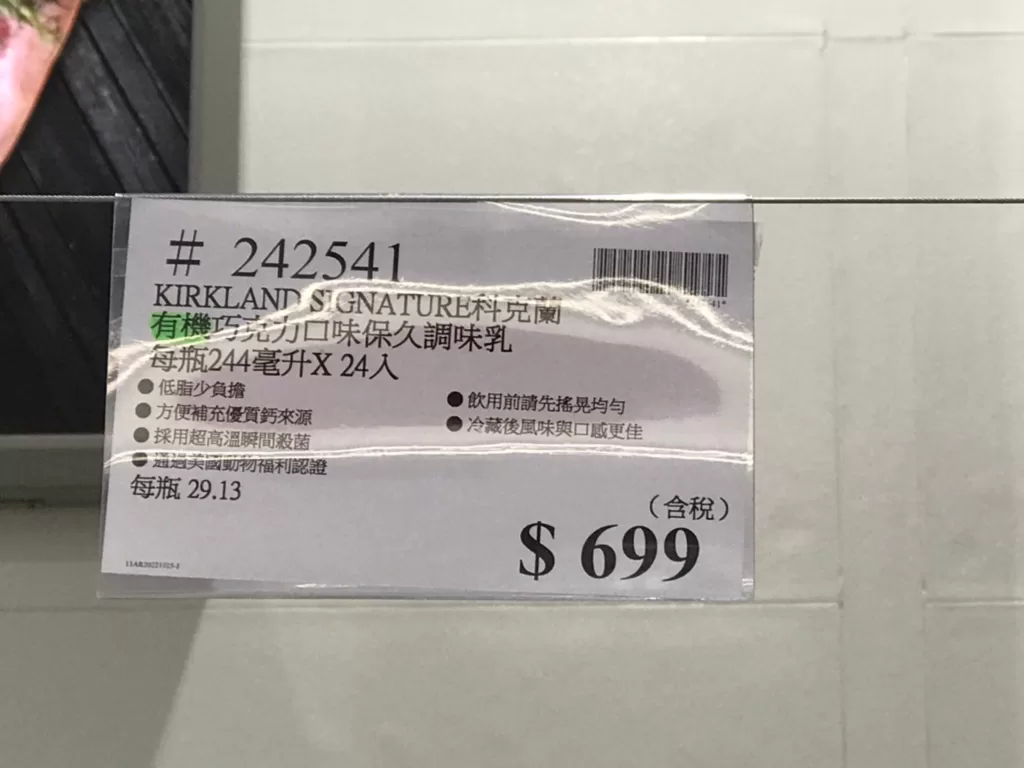 # 242541
KIRKLAND SIGNATURE科克蘭
有機巧克力口味保久調味乳
每瓶244毫升X 24入
●低脂少負擔
●方便補充優質鈣來源
●採用超高溫瞬間殺菌
●通過美國動物福利認證
●飲用前請先搖晃均勻
●冷藏後風味與口感更佳
每瓶 29.13
（含稅）
$ 699